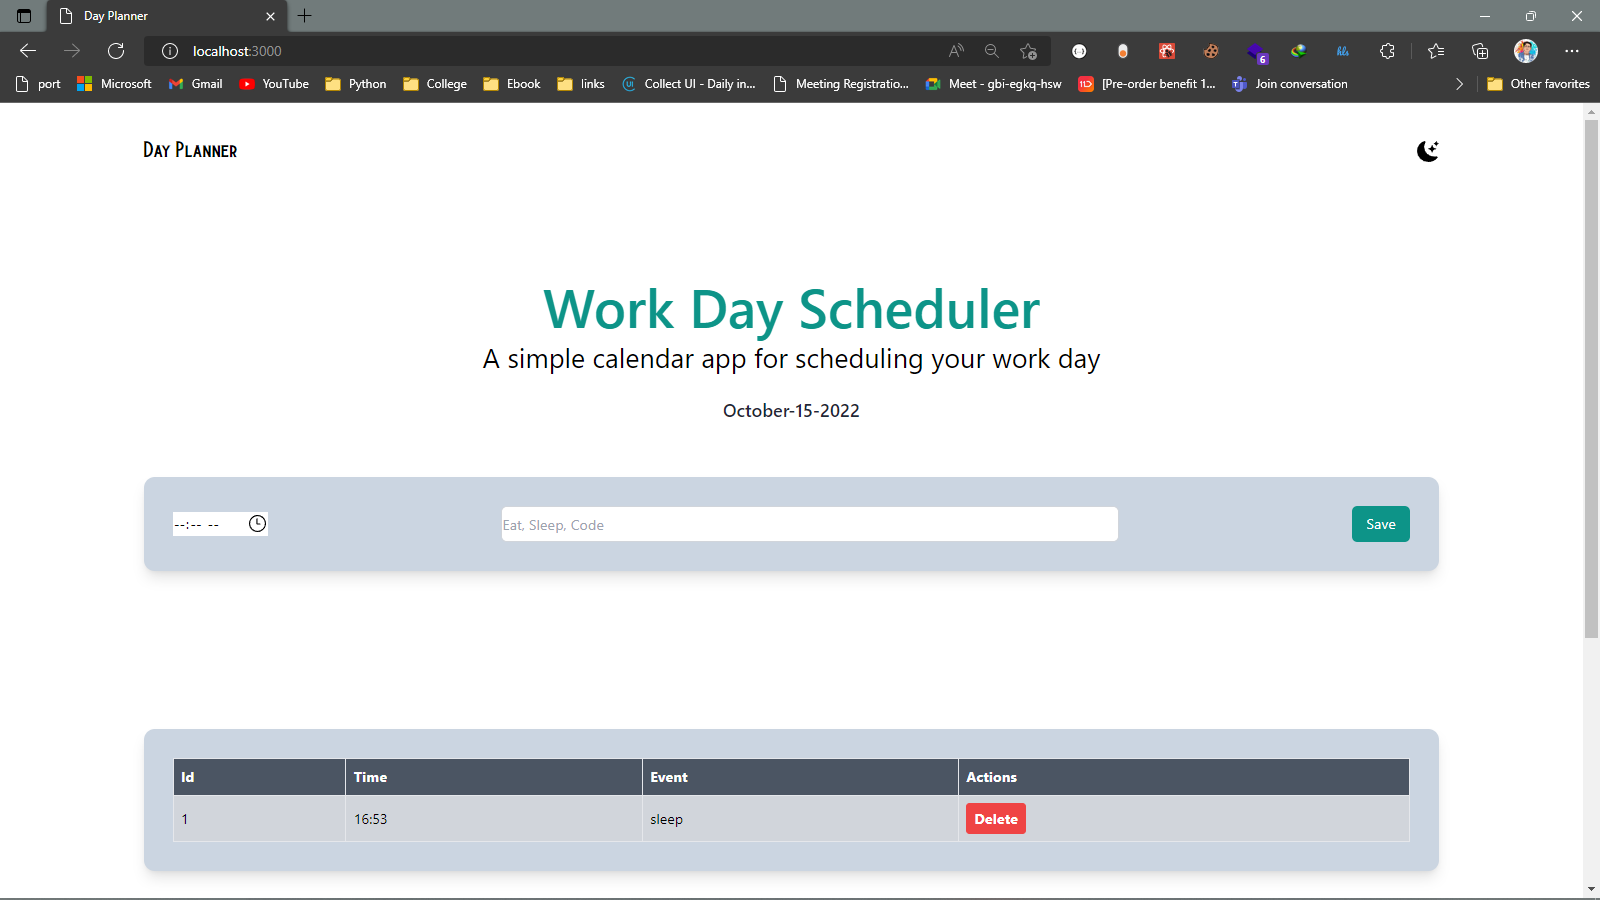 Day Planner
localhost:3000
port Microsoft Gmail YouTube Python College Ebook links Collect UI - Daily in... Meeting Registratio... Meet - gbi-egkq-hsw [Pre-order benefit 1... Join conversation Other favorites
Day Planner
Work Day Scheduler
A simple calendar app for scheduling your work day
October-15-2022
--:-- -- Eat, Sleep, Code Save
Id Time Event Actions
1 16:53 sleep Delete